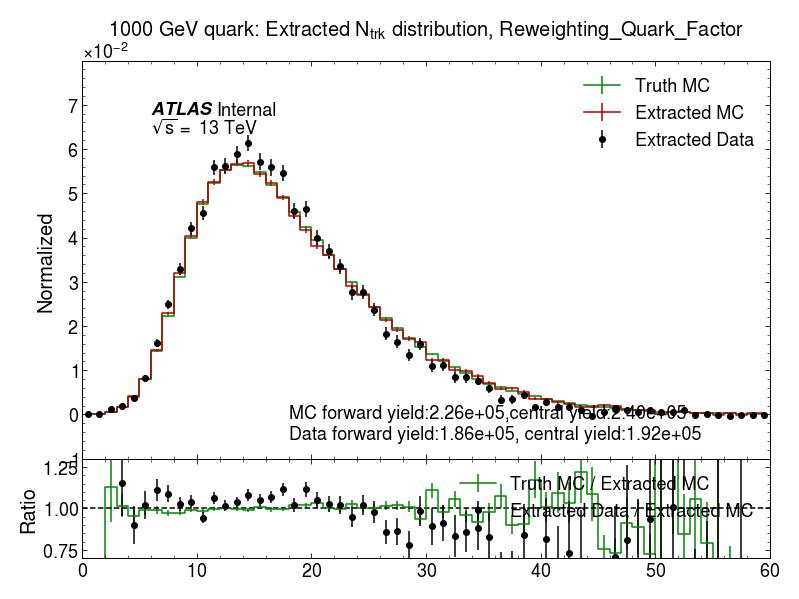 1000 GeV quark: Extracted N_trk distribution, Reweighting_Quark_Factor
×10⁻²
ATLAS Internal
√s = 13 TeV
Truth MC
Extracted MC
Extracted Data
Normalized
7
6
5
4
3
2
1
0
MC forward yield:2.26e+05,central yield:2.40e+05
Data forward yield:1.86e+05, central yield:1.92e+05
Ratio
1.25
1.00
0.75
Truth MC / Extracted MC
Extracted Data / Extracted MC
0 10 20 30 40 50 60